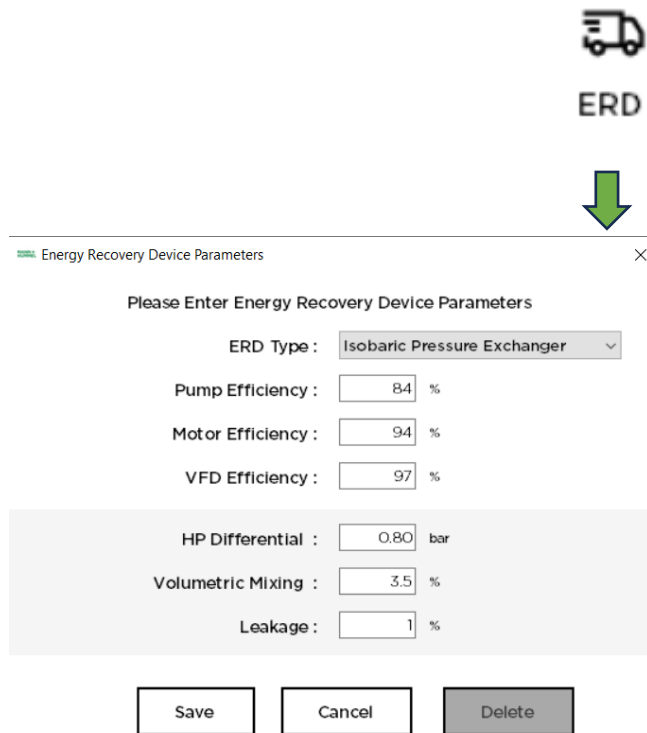 ERD
Energy Recovery Device Parameters
Please Enter Energy Recovery Device Parameters
ERD Type : Isobaric Pressure Exchanger
Pump Efficiency : 84 %
Motor Efficiency : 94 %
VFD Efficiency : 97 %
HP Differential : 0.80 bar
Volumetric Mixing : 3.5 %
Leakage : 1 %
Save Cancel Delete